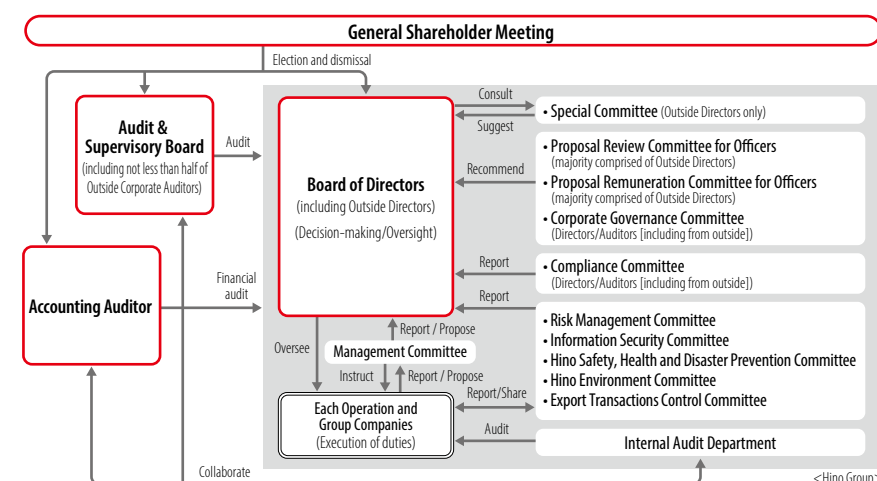 General Shareholder Meeting
Election and dismissal
Audit &
Supervisory Board
(including not less than half of
Outside Corporate Auditors)
Audit
Accounting Auditor
Financial
audit
Board of Directors
(including Outside Directors)
(Decision-making/Oversight)
Consult
Suggest
• Special Committee (Outside Directors only)
Recommend
• Proposal Review Committee for Officers
(majority comprised of Outside Directors)
• Proposal Remuneration Committee for Officers
(majority comprised of Outside Directors)
• Corporate Governance Committee
(Directors/Auditors [including from outside])
Report
• Compliance Committee
(Directors/Auditors [including from outside])
Report
• Risk Management Committee
• Information Security Committee
• Hino Safety, Health and Disaster Prevention Committee
• Hino Environment Committee
• Export Transactions Control Committee
Oversee
Report / Propose
Management Committee
Instruct
Report / Propose
Each Operation and
Group Companies
(Execution of duties)
Report/Share
Audit
Internal Audit Department
Collaborate
<Hino Group>